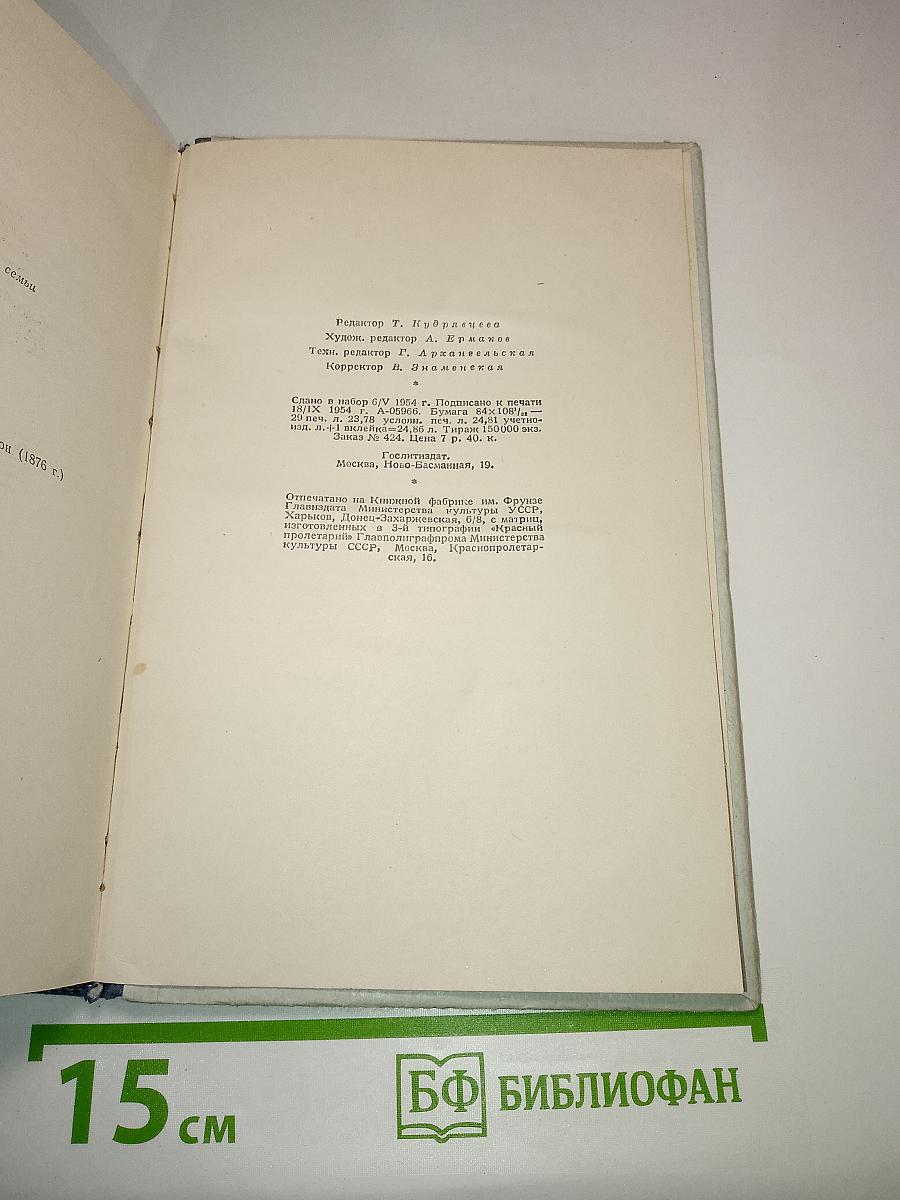 семьи
он (1876 г.)
Редактор Т. Кудрявцева
Худож. редактор А. Ермаков
Техн. редактор Г. Архангельская
Корректор В. Знаменская
*
Сдано в набор 6/V 1954 г. Подписано к печати
18/IX 1954 г. А-05966. Бумага 84×108¹/₃₂—
29 печ. л. 23,78 условн. печ. л. 24,81 учетно-
изд. л.+1 вклейка=24,86 л. Тираж 150000 экз.
Заказ № 424. Цена 7 р. 40. к.
Гослитиздат.
Москва, Ново-Басманная, 19.
*
Отпечатано на Книжной фабрике им. Фрунзе
Главиздата Министерства культуры УССР,
Харьков, Донец-Захаржевская, 6/8, с матриц,
изготовленных в 3-й типографии «Красный
пролетарий» Главполиграфпрома Министерства
культуры СССР, Москва, Краснопролетар-
ская, 16.
15 см
БФ БИБЛИОФАН